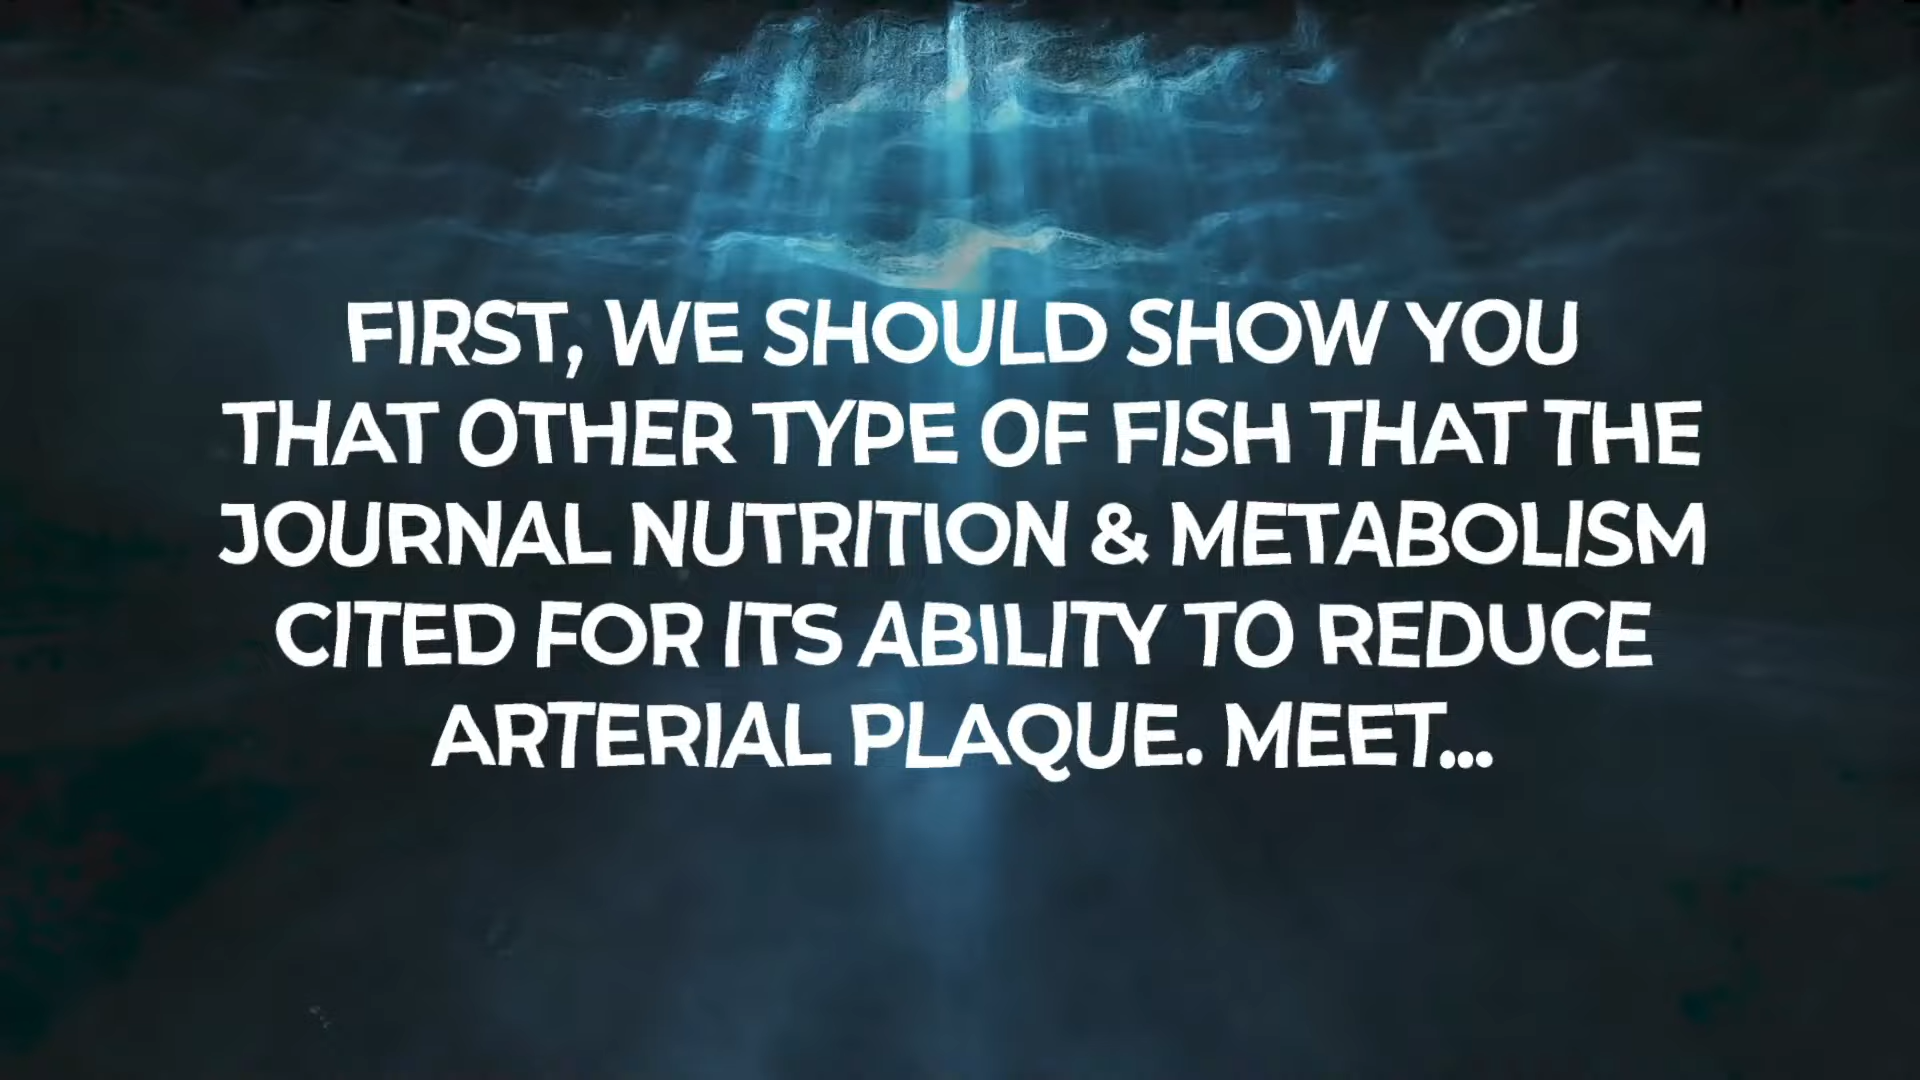 FIRST, WE SHOULD SHOW YOU
THAT OTHER TYPE OF FISH THAT THE
JOURNAL NUTRITION & METABOLISM
CITED FOR ITS ABILITY TO REDUCE
ARTERIAL PLAQUE. MEET...